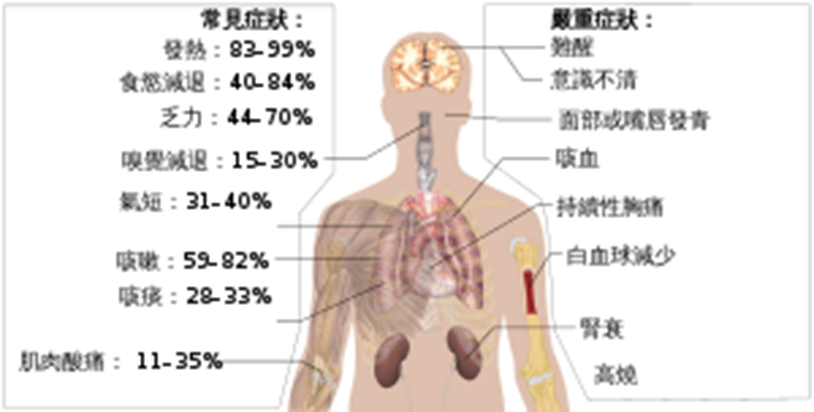 常見症狀：
發熱：83-99%
食慾減退：40-84%
乏力：44-70%
嗅覺減退：15-30%
氣短：31-40%
咳嗽：59-82%
咳痰：28-33%
肌肉酸痛： 11-35%
嚴重症狀：
難醒
意識不清
面部或嘴唇發青
咳血
持續性胸痛
白血球減少
腎衰
高燒